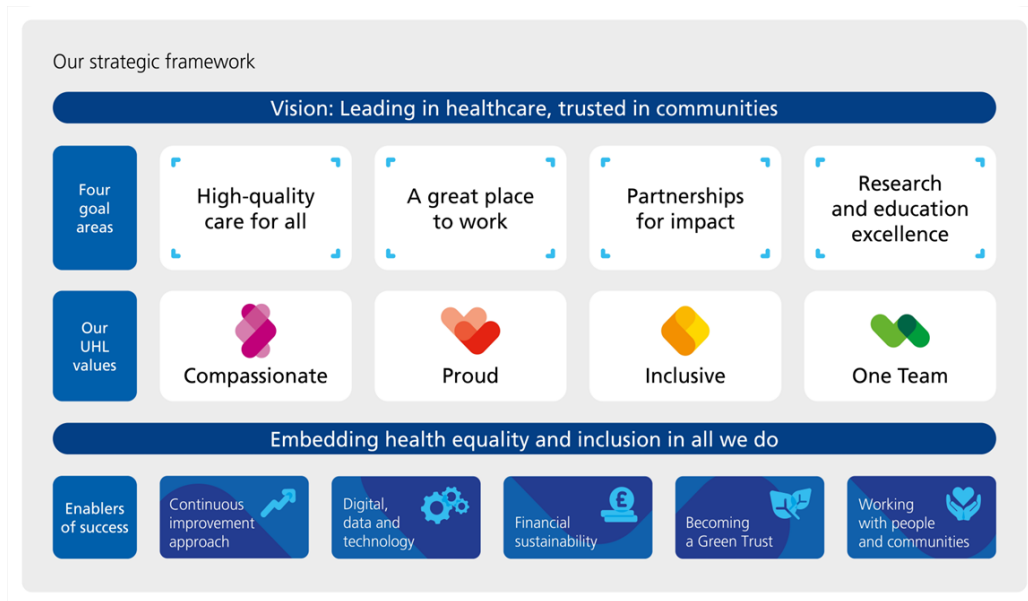 Our strategic framework
Vision: Leading in healthcare, trusted in communities
Four
goal
areas
High-quality
care for all
A great place
to work
Partnerships
for impact
Research
and education
excellence
Our
UHL
values
Compassionate
Proud
Inclusive
One Team
Embedding health equality and inclusion in all we do
Enablers
of success
Continuous
improvement
approach
Digital,
data and
technology
£
Financial
sustainability
Becoming
a Green Trust
Working
with people
and communities